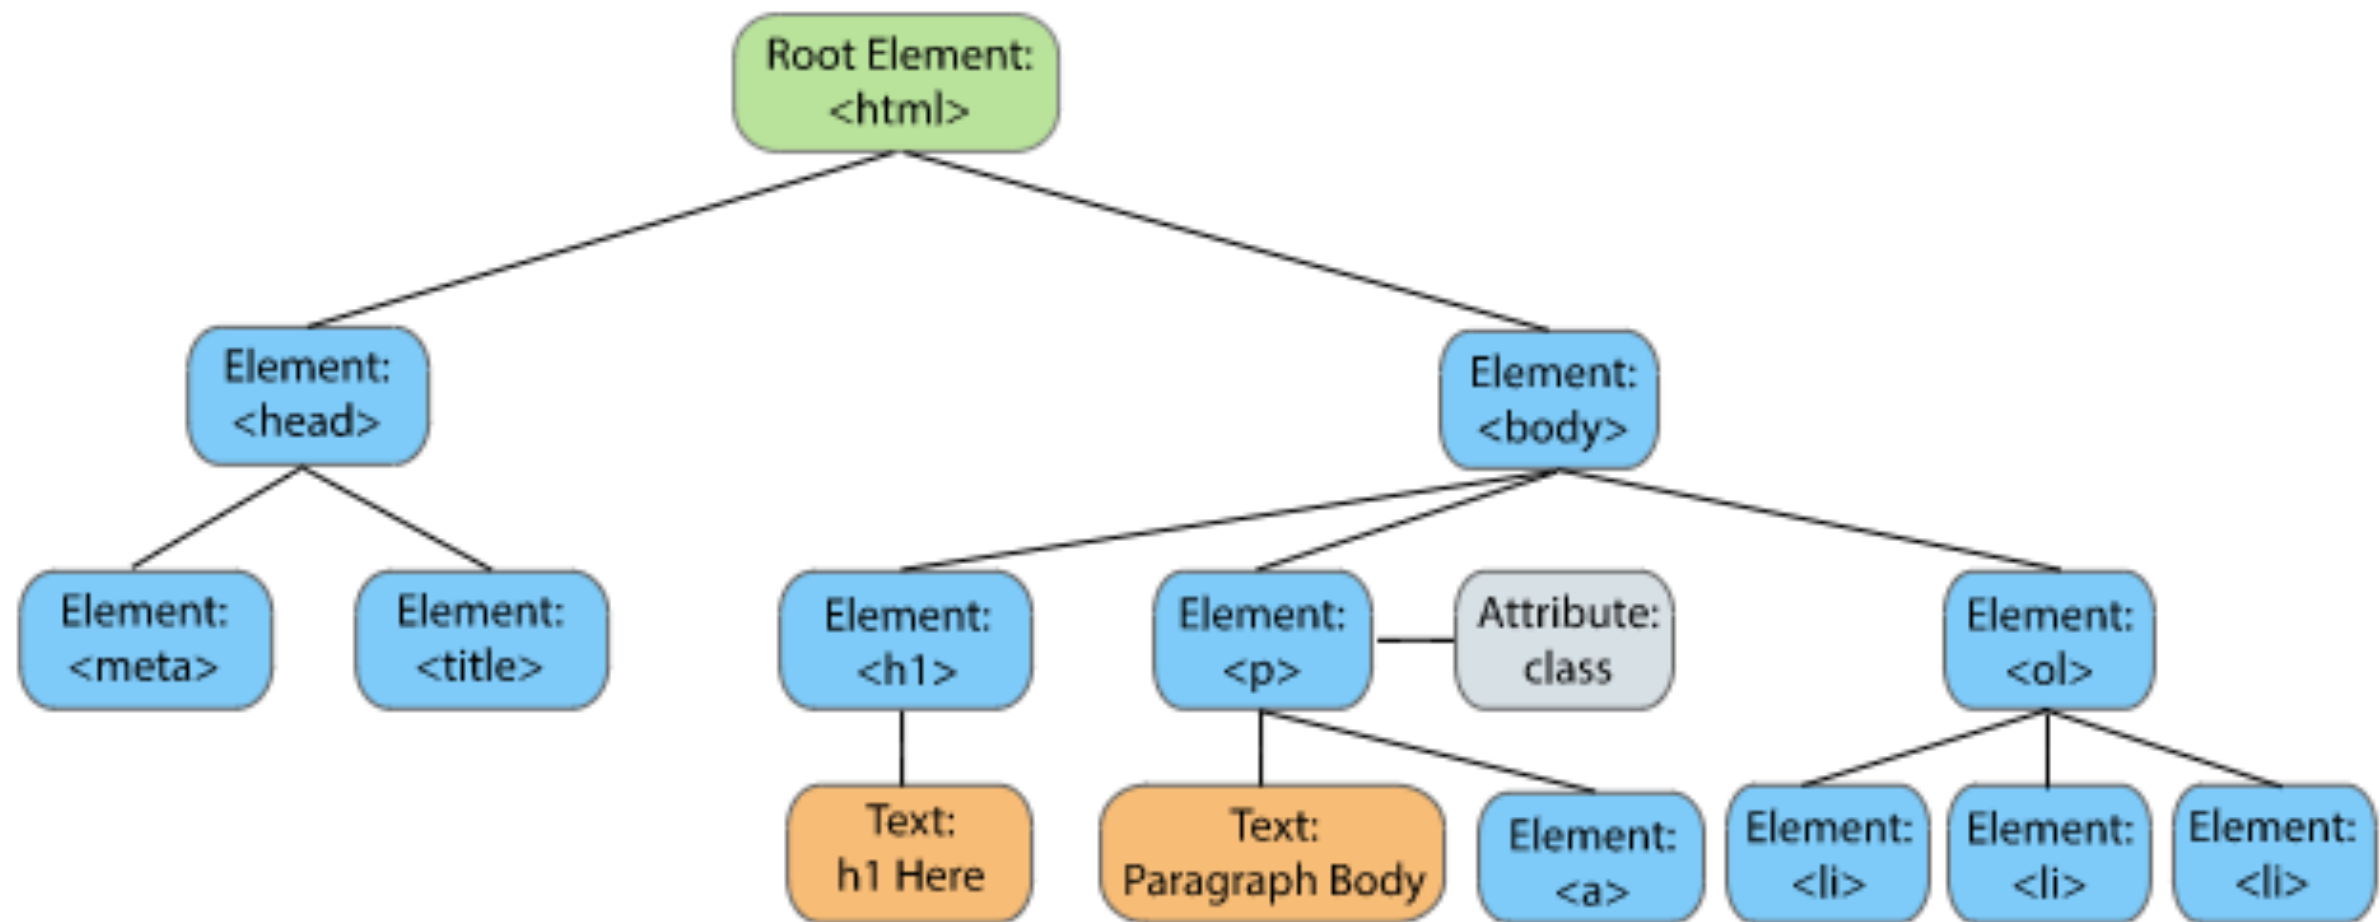 Root Element:
<html>
Element:
<head>
Element:
<body>
Element:
<meta>
Element:
<title>
Element:
<h1>
Element:
<p>
Attribute:
class
Element:
<ol>
Text:
h1 Here
Text:
Paragraph Body
Element:
<a>
Element:
<li>
Element:
<li>
Element:
<li>